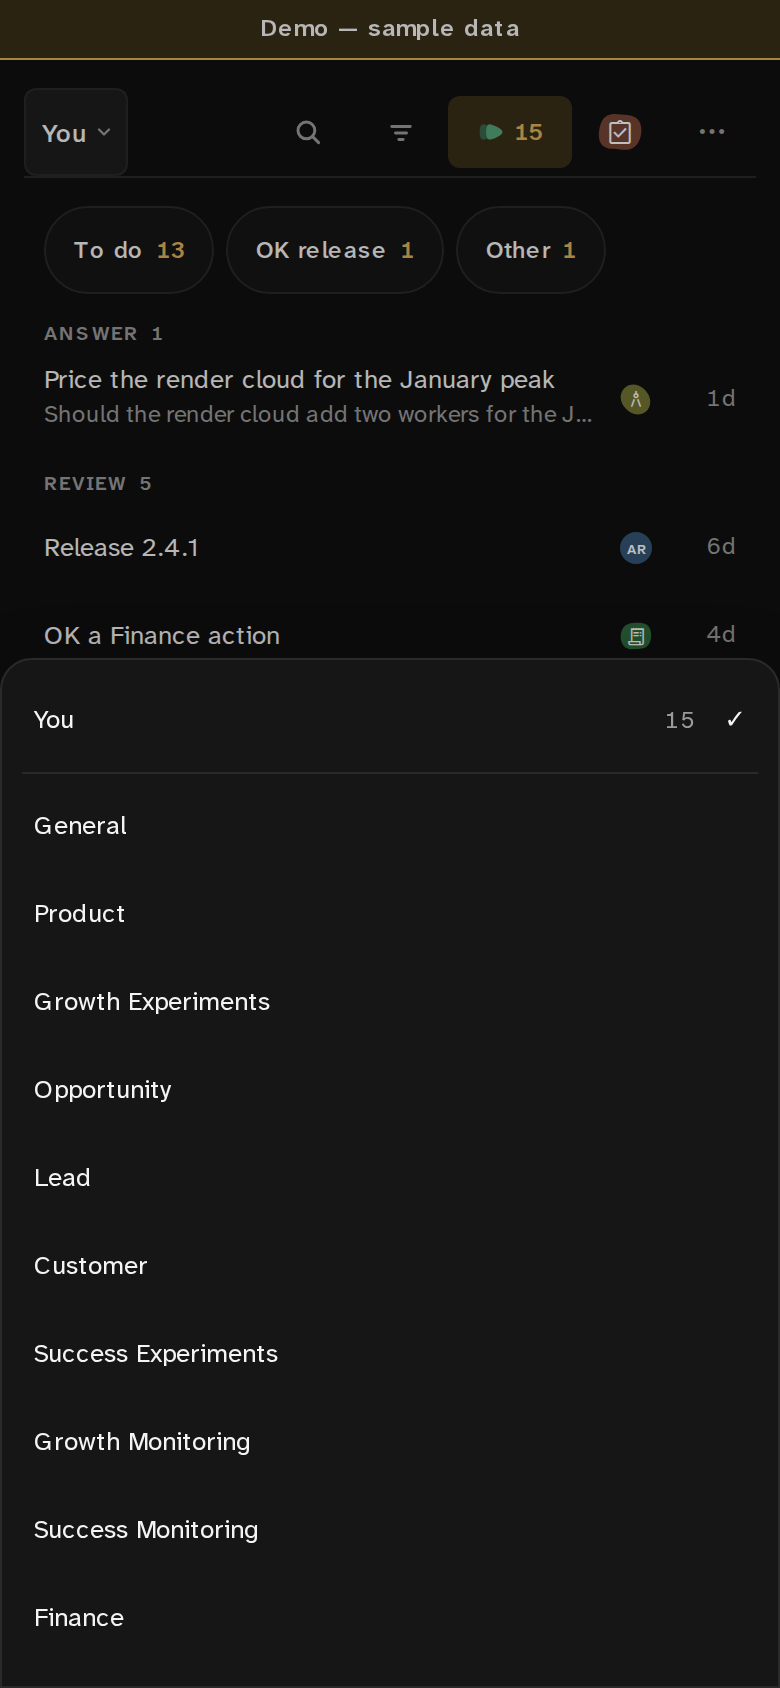 Demo — sample data
You
15
To do 13
OK release 1
Other 1
ANSWER 1
Price the render cloud for the January peak
Should the render cloud add two workers for the J...
1d
REVIEW 5
Release 2.4.1
AR
6d
OK a Finance action
4d
You
15 ✓
General
Product
Growth Experiments
Opportunity
Lead
Customer
Success Experiments
Growth Monitoring
Success Monitoring
Finance